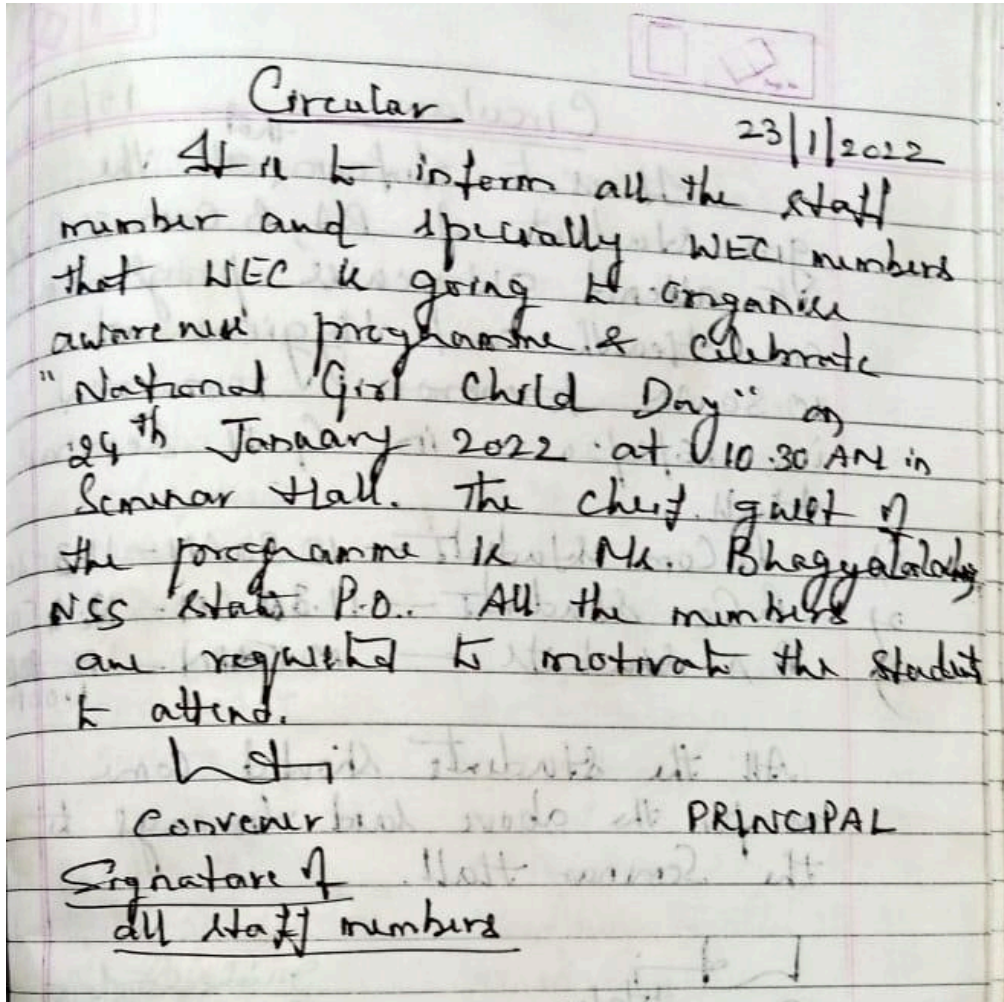 Circular
23/1/2022
It is to inform all the staff
member and specially WEC members
that WEC is going to organise
awareness programme & celebrate
"National Girl Child Day" on
24th January 2022 at 10.30 AM in
Seminar Hall. The chief guest of
the programme is
NSS State P.O.. All the members
are requested to motivate the students
to attend.
Convener PRINCIPAL
Signature of
all staff members